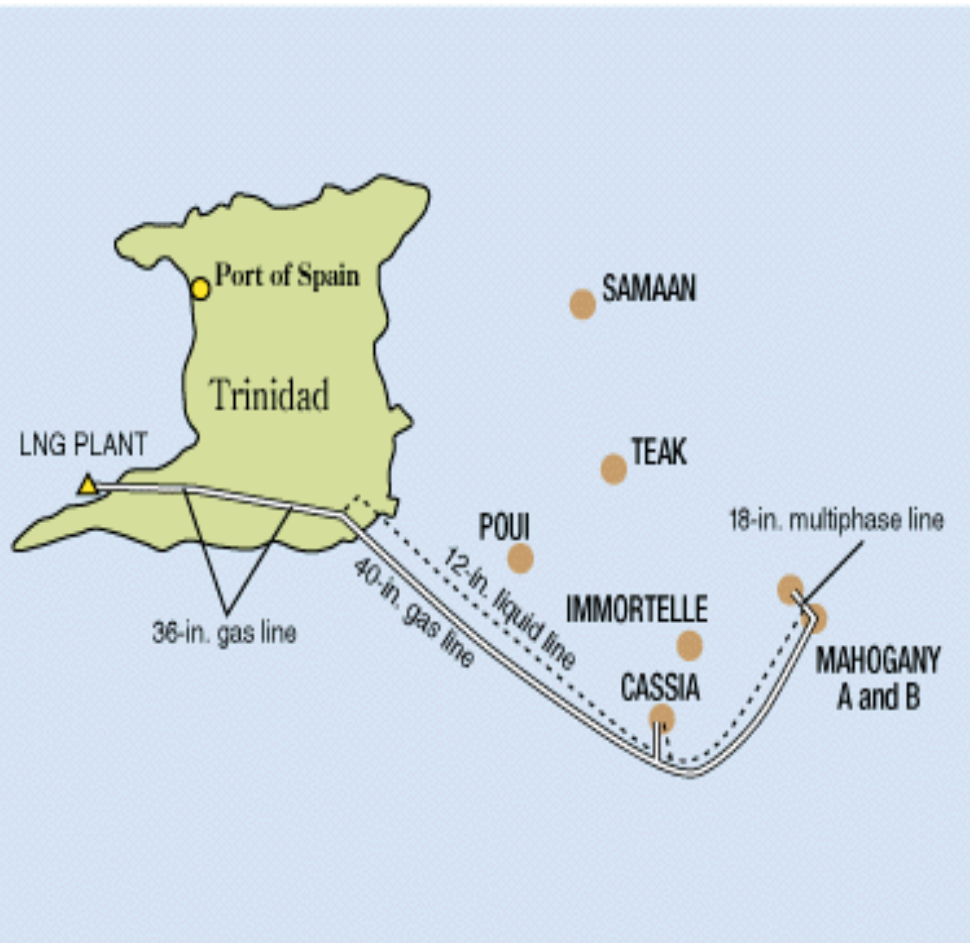 Port of Spain
SAMAAN
Trinidad
LNG PLANT
TEAK
POUI
18-in. multiphase line
12-in. liquid line
40-in. gas line
IMMORTELLE
36-in. gas line
MAHOGANY
A and B
CASSIA